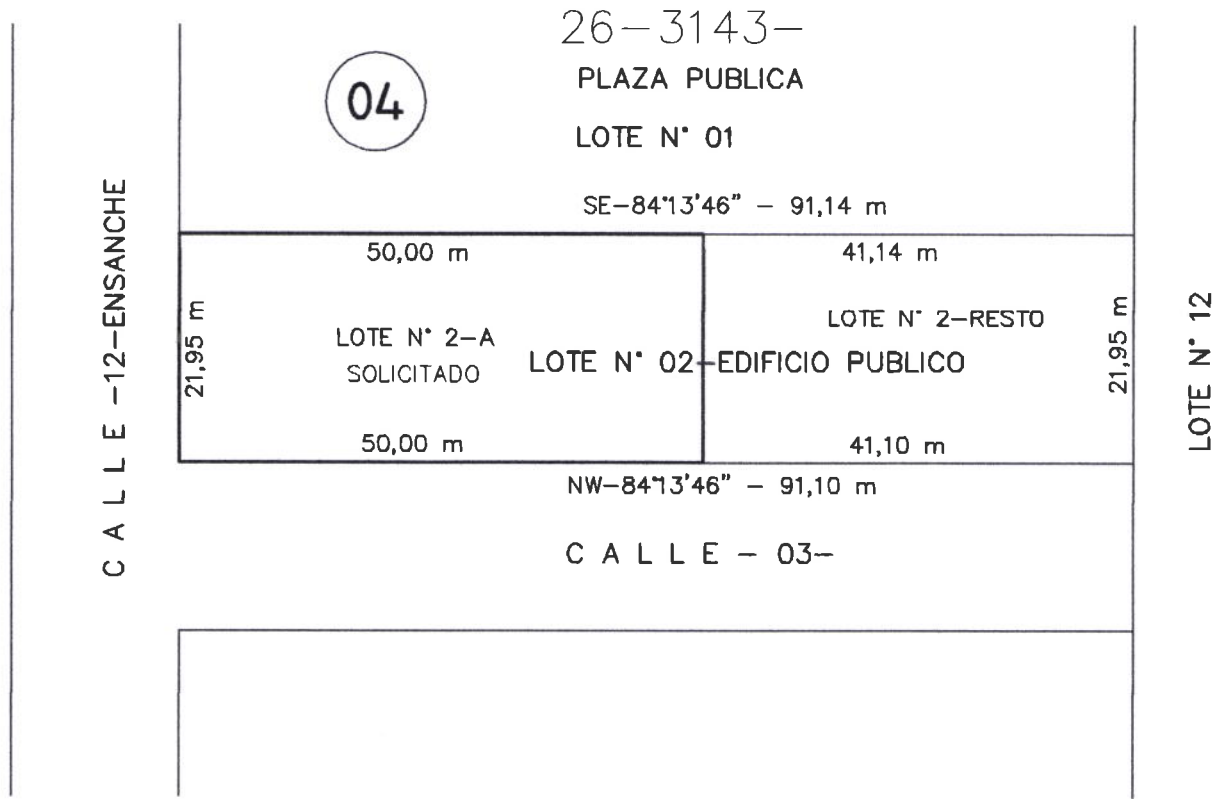 26-3143-
04
PLAZA PUBLICA
LOTE N° 01
SE-84°13'46" - 91,14 m
50,00 m
41,14 m
CALLE -12-ENSANCHE
21,95 m
LOTE N° 2-A
SOLICITADO
LOTE N° 2-RESTO
LOTE N° 02-EDIFICIO PUBLICO
21,95 m
LOTE N° 12
50,00 m
41,10 m
NW-84°13'46" - 91,10 m
CALLE - 03-